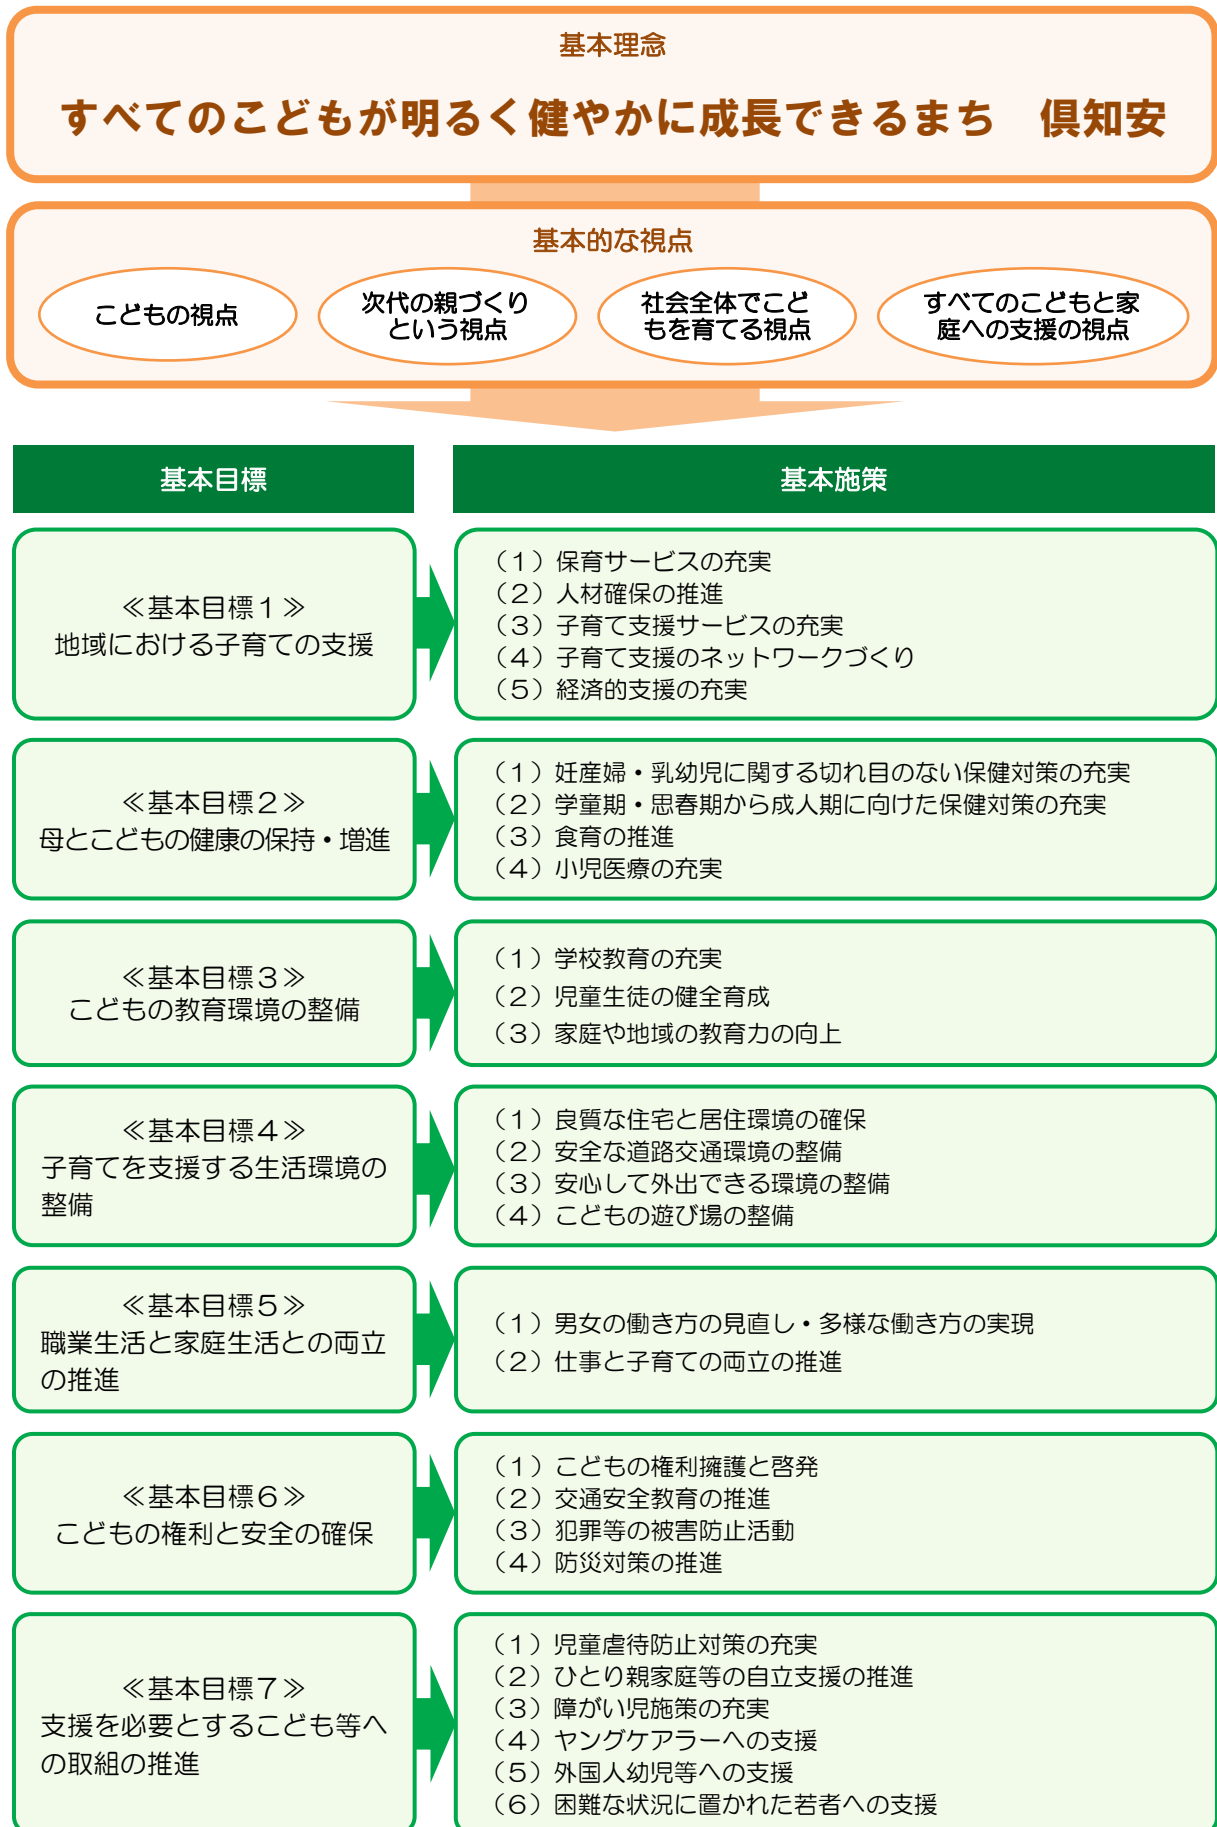 基本理念
すべてのこどもが明るく健やかに成長できるまち　倶知安
基本的な視点
こどもの視点
次代の親づくり
という視点
社会全体でこど
もを育てる視点
すべてのこどもと家
庭への支援の視点
基本目標
基本施策
≪基本目標１≫
地域における子育ての支援
（１）保育サービスの充実
（２）人材確保の推進
（３）子育て支援サービスの充実
（４）子育て支援のネットワークづくり
（５）経済的支援の充実
≪基本目標２≫
母とこどもの健康の保持・増進
（１）妊産婦・乳幼児に関する切れ目のない保健対策の充実
（２）学童期・思春期から成人期に向けた保健対策の充実
（３）食育の推進
（４）小児医療の充実
≪基本目標３≫
こどもの教育環境の整備
（１）学校教育の充実
（２）児童生徒の健全育成
（３）家庭や地域の教育力の向上
≪基本目標４≫
子育てを支援する生活環境の
整備
（１）良質な住宅と居住環境の確保
（２）安全な道路交通環境の整備
（３）安心して外出できる環境の整備
（４）こどもの遊び場の整備
≪基本目標５≫
職業生活と家庭生活との両立
の推進
（１）男女の働き方の見直し・多様な働き方の実現
（２）仕事と子育ての両立の推進
≪基本目標６≫
こどもの権利と安全の確保
（１）こどもの権利擁護と啓発
（２）交通安全教育の推進
（３）犯罪等の被害防止活動
（４）防災対策の推進
≪基本目標７≫
支援を必要とするこども等へ
の取組の推進
（１）児童虐待防止対策の充実
（２）ひとり親家庭等の自立支援の推進
（３）障がい児施策の充実
（４）ヤングケアラーへの支援
（５）外国人幼児等への支援
（６）困難な状況に置かれた若者への支援